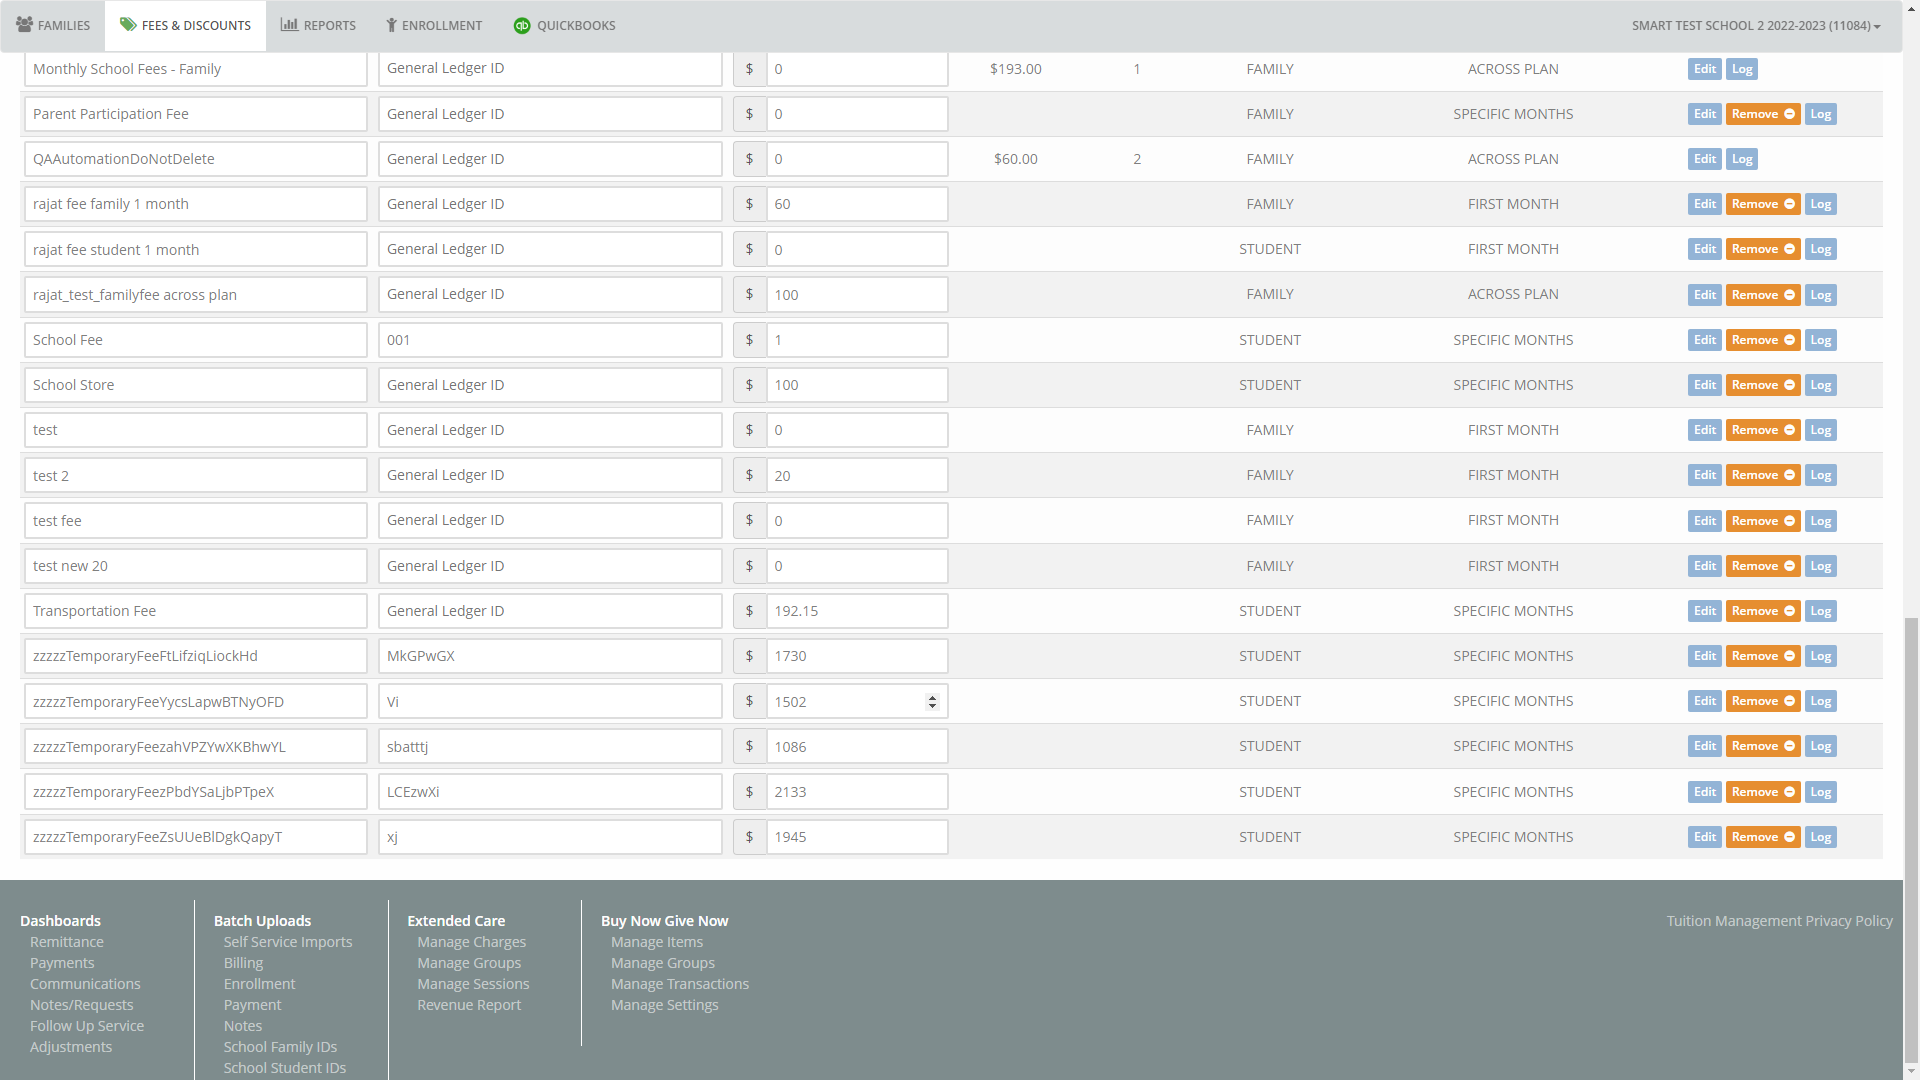 FAMILIES FEES & DISCOUNTS REPORTS ENROLLMENT qb QUICKBOOKS SMART TEST SCHOOL 2 2022-2023 (11084)
Monthly School Fees - Family General Ledger ID $ 0 $193.00 1 FAMILY ACROSS PLAN Edit Log
Parent Participation Fee General Ledger ID $ 0 FAMILY SPECIFIC MONTHS Edit Remove Log
QAAutomationDoNotDelete General Ledger ID $ 0 $60.00 2 FAMILY ACROSS PLAN Edit Log
rajat fee family 1 month General Ledger ID $ 60 FAMILY FIRST MONTH Edit Remove Log
rajat fee student 1 month General Ledger ID $ 0 STUDENT FIRST MONTH Edit Remove Log
rajat_test_familyfee across plan General Ledger ID $ 100 FAMILY ACROSS PLAN Edit Remove Log
School Fee 001 $ 1 STUDENT SPECIFIC MONTHS Edit Remove Log
School Store General Ledger ID $ 100 STUDENT SPECIFIC MONTHS Edit Remove Log
test General Ledger ID $ 0 FAMILY FIRST MONTH Edit Remove Log
test 2 General Ledger ID $ 20 FAMILY FIRST MONTH Edit Remove Log
test fee General Ledger ID $ 0 FAMILY FIRST MONTH Edit Remove Log
test new 20 General Ledger ID $ 0 FAMILY FIRST MONTH Edit Remove Log
Transportation Fee General Ledger ID $ 192.15 STUDENT SPECIFIC MONTHS Edit Remove Log
zzzzzTemporaryFeeFtLifziqLiockHd MkGPwGX $ 1730 STUDENT SPECIFIC MONTHS Edit Remove Log
zzzzzTemporaryFeeYycsLapwBTNyOFD Vi $ 1502 STUDENT SPECIFIC MONTHS Edit Remove Log
zzzzzTemporaryFeezahVPZYwXKBhwYL sbatttj $ 1086 STUDENT SPECIFIC MONTHS Edit Remove Log
zzzzzTemporaryFeezPbdYSaLjbPTpeX LCEzwXi $ 2133 STUDENT SPECIFIC MONTHS Edit Remove Log
zzzzzTemporaryFeeZsUUeBlDgkQapyT xj $ 1945 STUDENT SPECIFIC MONTHS Edit Remove Log
Dashboards
Remittance
Payments
Communications
Notes/Requests
Follow Up Service
Adjustments
Batch Uploads
Self Service Imports
Billing
Enrollment
Payment
Notes
School Family IDs
School Student IDs
Extended Care
Manage Charges
Manage Groups
Manage Sessions
Revenue Report
Buy Now Give Now
Manage Items
Manage Groups
Manage Transactions
Manage Settings
Tuition Management Privacy Policy